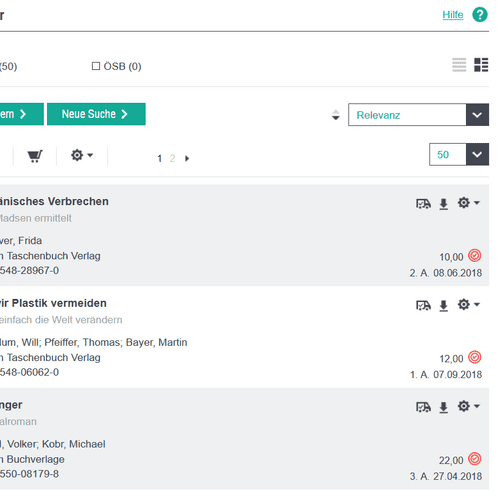 r Hilfe ?
(50) ÖSB (0)
ern Neue Suche Relevanz
1 2 50
änisches Verbrechen
Madsen ermittelt
ver, Frida
n Taschenbuch Verlag 10,00
548-28967-0 2. A. 08.06.2018
vir Plastik vermeiden
einfach die Welt verändern
lum, Will; Pfeiffer, Thomas; Bayer, Martin
n Taschenbuch Verlag 12,00
548-06062-0 1. A. 07.09.2018
nger
alroman
l, Volker; Kobr, Michael
n Buchverlage 22,00
550-08179-8 3. A. 27.04.2018